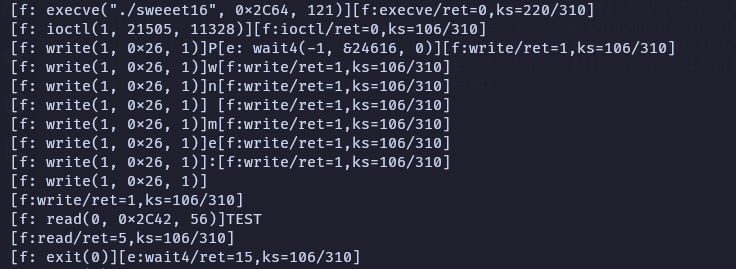 [f: execve("./sweeet16", 0×2C64, 121)][f:execve/ret=0,ks=220/310]
[f: ioctl(1, 21505, 11328)][f:ioctl/ret=0,ks=106/310]
[f: write(1, 0×26, 1)]P[e: wait4(-1, &24616, 0)][f:write/ret=1,ks=106/310]
[f: write(1, 0×26, 1)]w[f:write/ret=1,ks=106/310]
[f: write(1, 0×26, 1)]n[f:write/ret=1,ks=106/310]
[f: write(1, 0×26, 1)] [f:write/ret=1,ks=106/310]
[f: write(1, 0×26, 1)]m[f:write/ret=1,ks=106/310]
[f: write(1, 0×26, 1)]e[f:write/ret=1,ks=106/310]
[f: write(1, 0×26, 1)]:[f:write/ret=1,ks=106/310]
[f: write(1, 0×26, 1)]
[f:write/ret=1,ks=106/310]
[f: read(0, 0×2C42, 56)]TEST
[f:read/ret=5,ks=106/310]
[f: exit(0)][e:wait4/ret=15,ks=106/310]